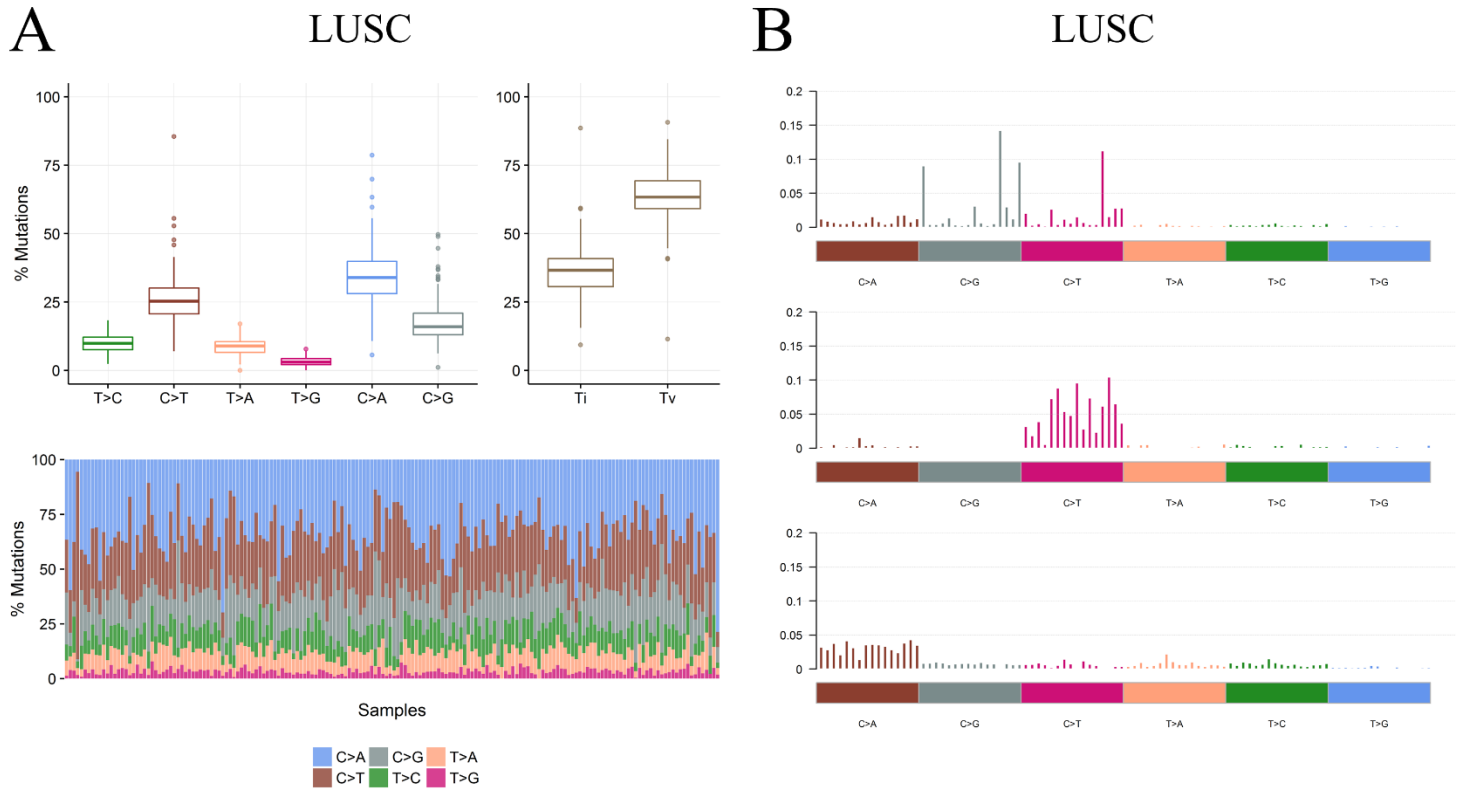 A
LUSC
% Mutations
100
75
50
25
0
T>C C>T T>A T>G C>A C>G
100
75
50
25
0
Ti Tv
% Mutations
100
75
50
25
0
Samples
C>A C>G T>A
C>T T>C T>G
B
LUSC
0.2
0.15
0.1
0.05
0
C>A C>G C>T T>A T>C T>G
0.2
0.15
0.1
0.05
0
C>A C>G C>T T>A T>C T>G
0.2
0.15
0.1
0.05
0
C>A C>G C>T T>A T>C T>G